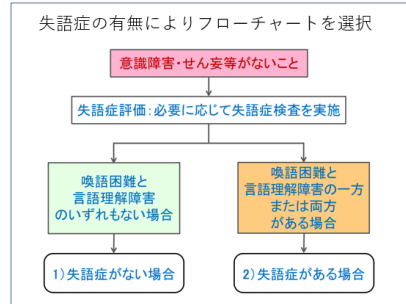 失語症の有無によりフローチャートを選択
意識障害・せん妄等がないこと
失語症評価：必要に応じて失語症検査を実施
喚語困難と
言語理解障害
のいずれもない場合
喚語困難と
言語理解障害の一方
または両方
がある場合
1）失語症がない場合
2）失語症がある場合